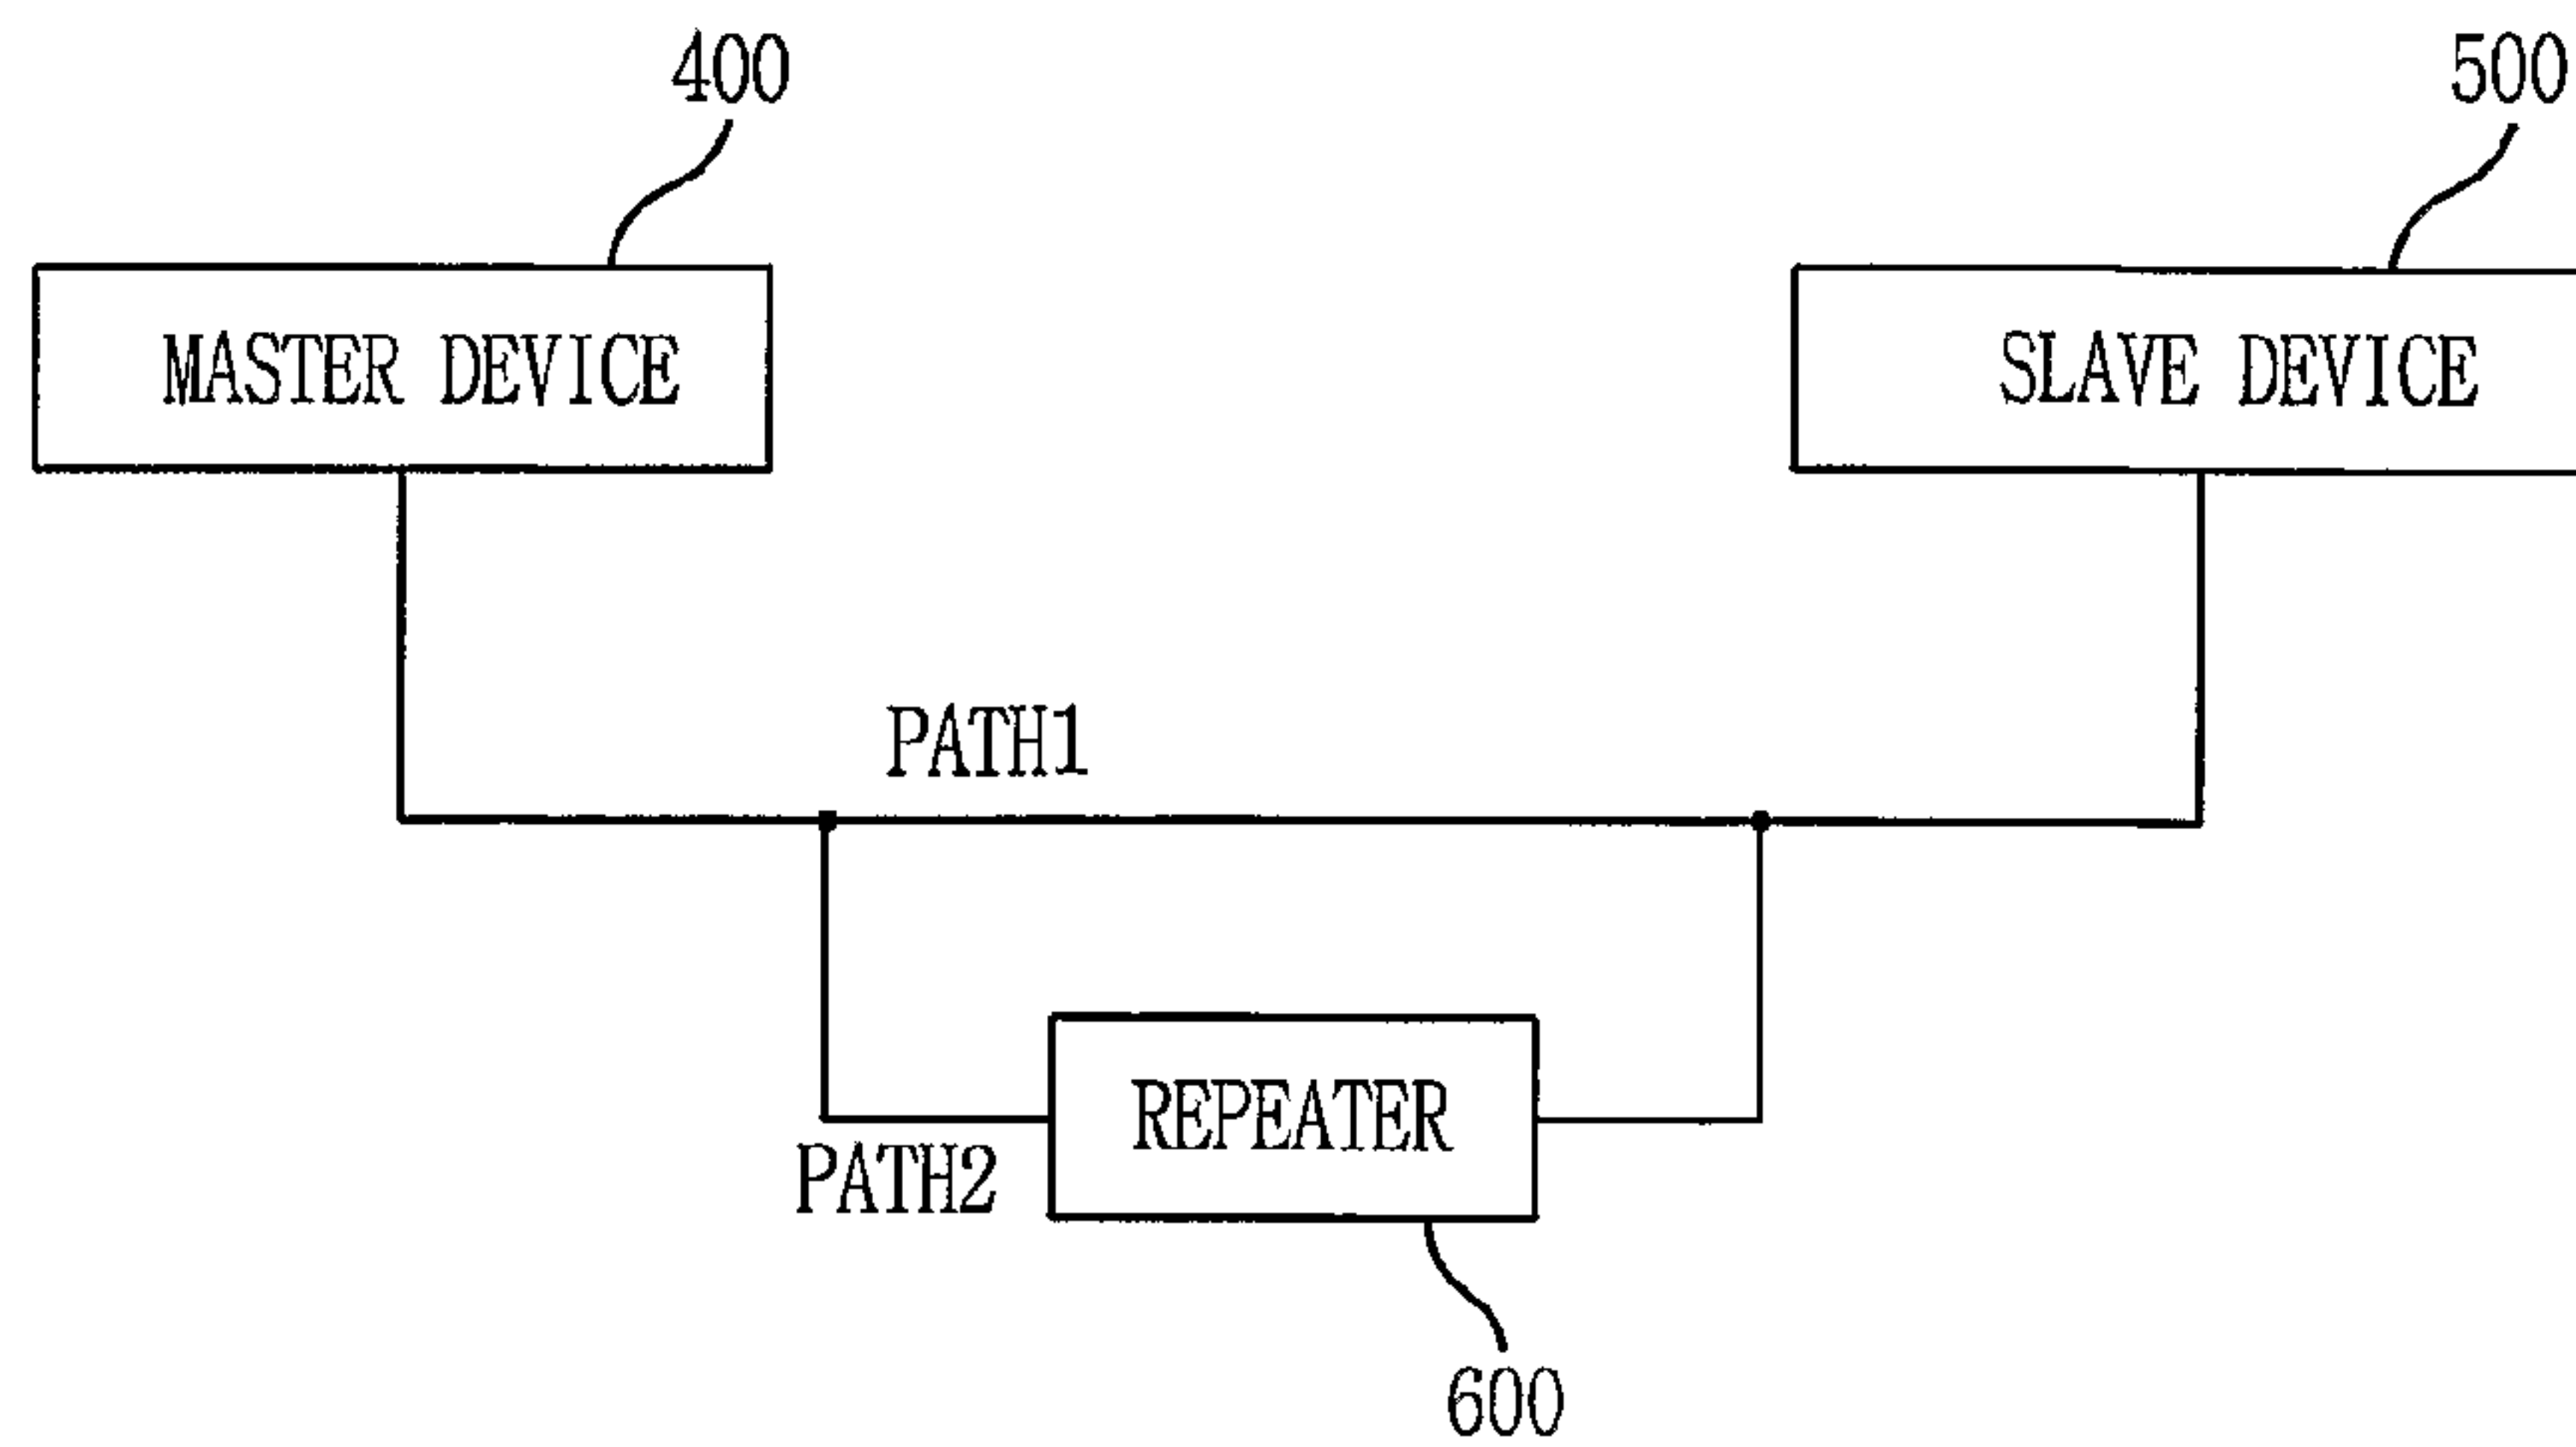 400
500
MASTER DEVICE
SLAVE DEVICE
PATH1
REPEATER
PATH2
600